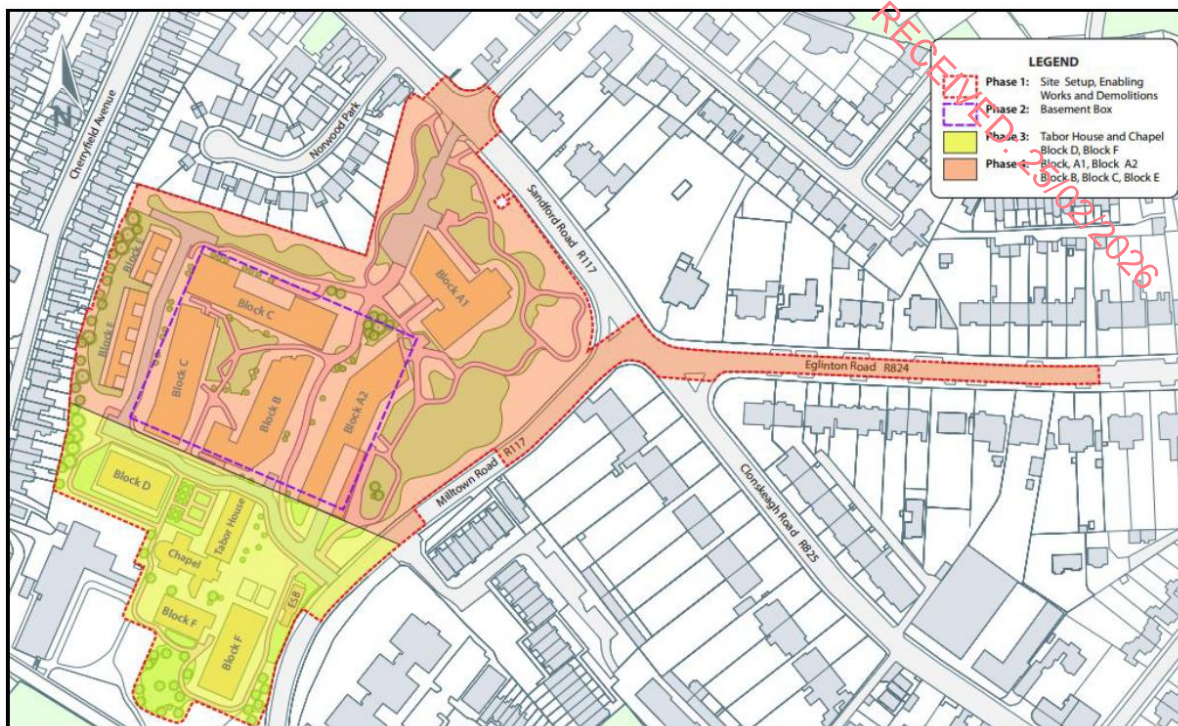 RECEIVED: 25/02/2026
LEGEND
Phase 1: Site Setup, Enabling
Works and Demolitions
Phase 2: Basement Box
Phase 3: Tabor House and Chapel
Block D, Block F
Phase 4: Block, A1, Block A2
Block B, Block C, Block E
N
Cherryfield Avenue
Norwood Park
Sandford Road R117
Block A1
Block E
Block C
Block E
Block C
Block B
Block A2
Eglinton Road R824
Milltown Road R117
Clonskeagh Road R825
Block D
Tabor House
Chapel
ESB
Block F
Block F